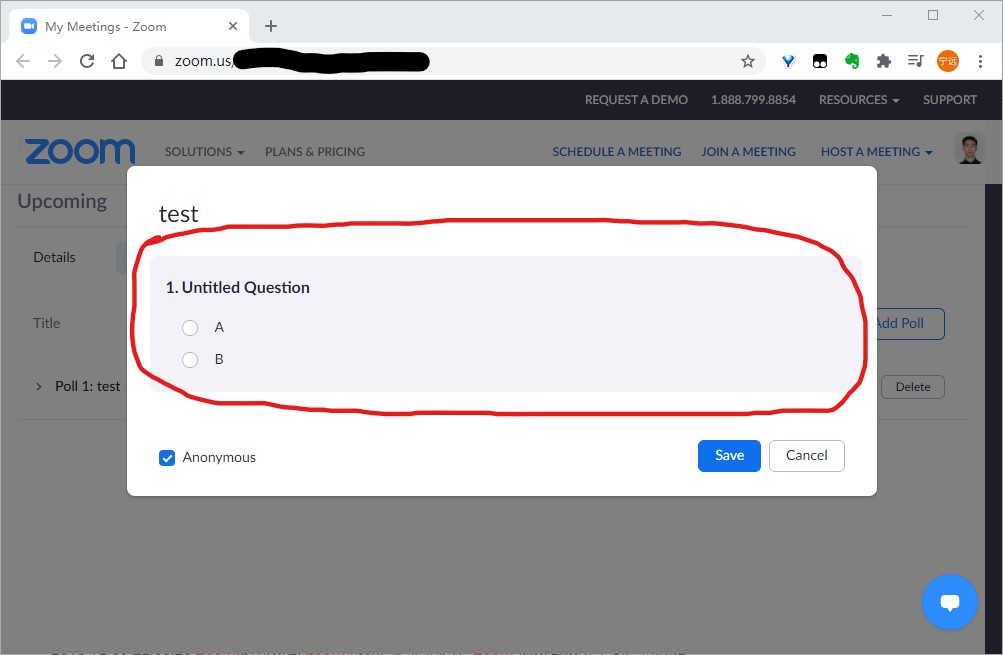 My Meetings - Zoom
zoom.us/
宁远
REQUEST A DEMO 1.888.799.8854 RESOURCES SUPPORT
zoom SOLUTIONS PLANS & PRICING SCHEDULE A MEETING JOIN A MEETING HOST A MEETING
Upcoming
test
Details
1. Untitled Question
Title
A
Add Poll
B
Poll 1: test
Delete
Anonymous
Save
Cancel